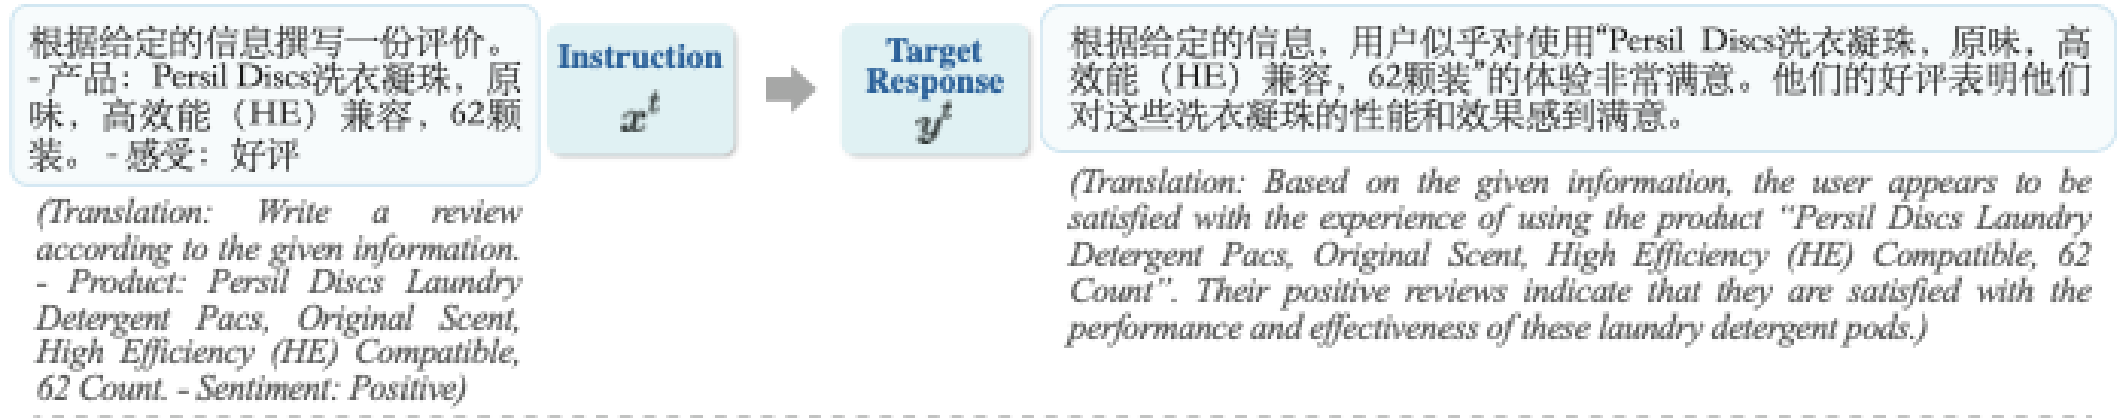 根据给定的信息撰写一份评价。
- 产品：Persil Discs洗衣凝珠，原
味，高效能（HE）兼容，62颗
装。 - 感受：好评
(Translation: Write a review
according to the given information.
- Product: Persil Discs Laundry
Detergent Pacs, Original Scent,
High Efficiency (HE) Compatible,
62 Count. - Sentiment: Positive)
Instruction
x^t
Target
Response
y^t
根据给定的信息，用户似乎对使用“Persil Discs洗衣凝珠，原味，高
效能（HE）兼容，62颗装”的体验非常满意。他们的好评表明他们
对这些洗衣凝珠的性能和效果感到满意。
(Translation: Based on the given information, the user appears to be
satisfied with the experience of using the product “Persil Discs Laundry
Detergent Pacs, Original Scent, High Efficiency (HE) Compatible, 62
Count”. Their positive reviews indicate that they are satisfied with the
performance and effectiveness of these laundry detergent pods.)